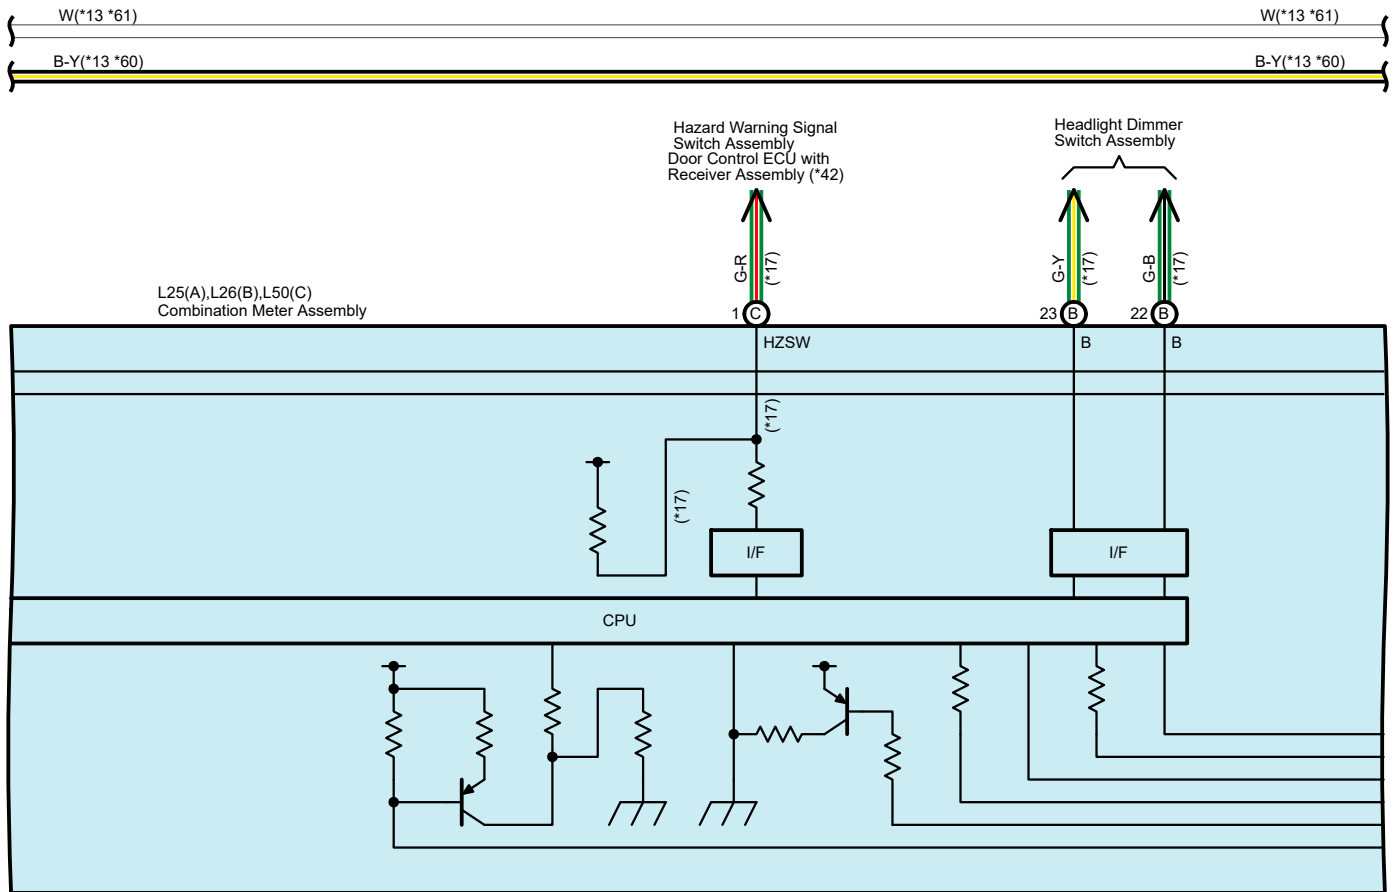 W(*13 *61)
W(*13 *61)
B-Y(*13 *60)
B-Y(*13 *60)
Hazard Warning Signal
Switch Assembly
Door Control ECU with
Receiver Assembly (*42)
Headlight Dimmer
Switch Assembly
G-R
(*17)
G-Y
(*17)
G-B
(*17)
L25(A),L26(B),L50(C)
Combination Meter Assembly
1 C
23 B
22 B
HZSW
B
B
(*17)
(*17)
I/F
I/F
CPU